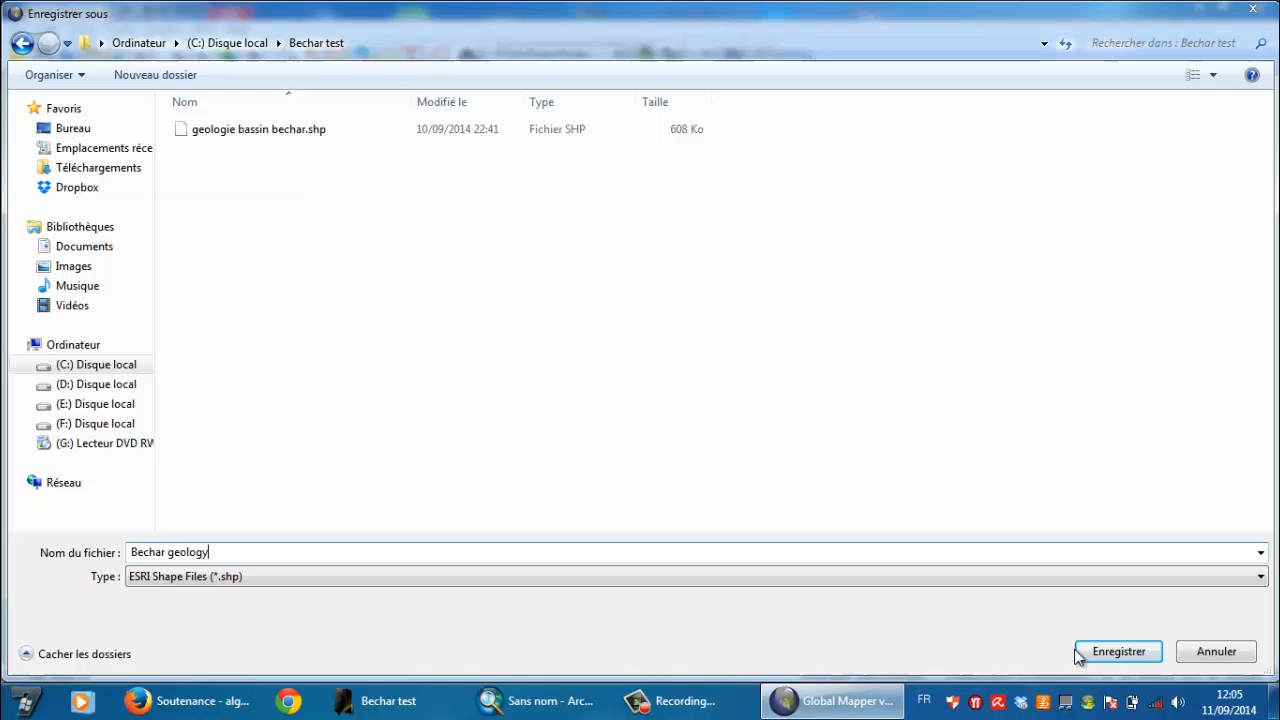 Enregistrer sous
Ordinateur (C:) Disque local Bechar test
Rechercher dans : Bechar test
Organiser Nouveau dossier
Nom Modifié le Type Taille
geologie bassin bechar.shp 10/09/2014 22:41 Fichier SHP 608 Ko
Favoris
Bureau
Emplacements réce
Téléchargements
Dropbox
Bibliothèques
Documents
Images
Musique
Vidéos
Ordinateur
(C:) Disque local
(D:) Disque local
(E:) Disque local
(F:) Disque local
(G:) Lecteur DVD RW
Réseau
Nom du fichier : Bechar geology
Type : ESRI Shape Files (*.shp)
Cacher les dossiers
Enregistrer Annuler
Soutenance - alg...
Bechar test
Sans nom - Arc...
Recording...
Global Mapper v...
FR
12:05
11/09/2014